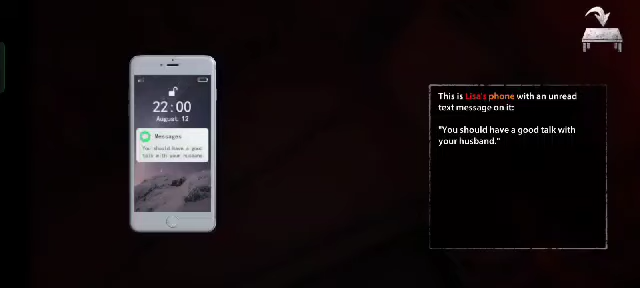 22:00
August 12
Messages
You should have a good
talk with your husband
This is Lisa's phone with an unread
text message on it:
"You should have a good talk with
your husband."